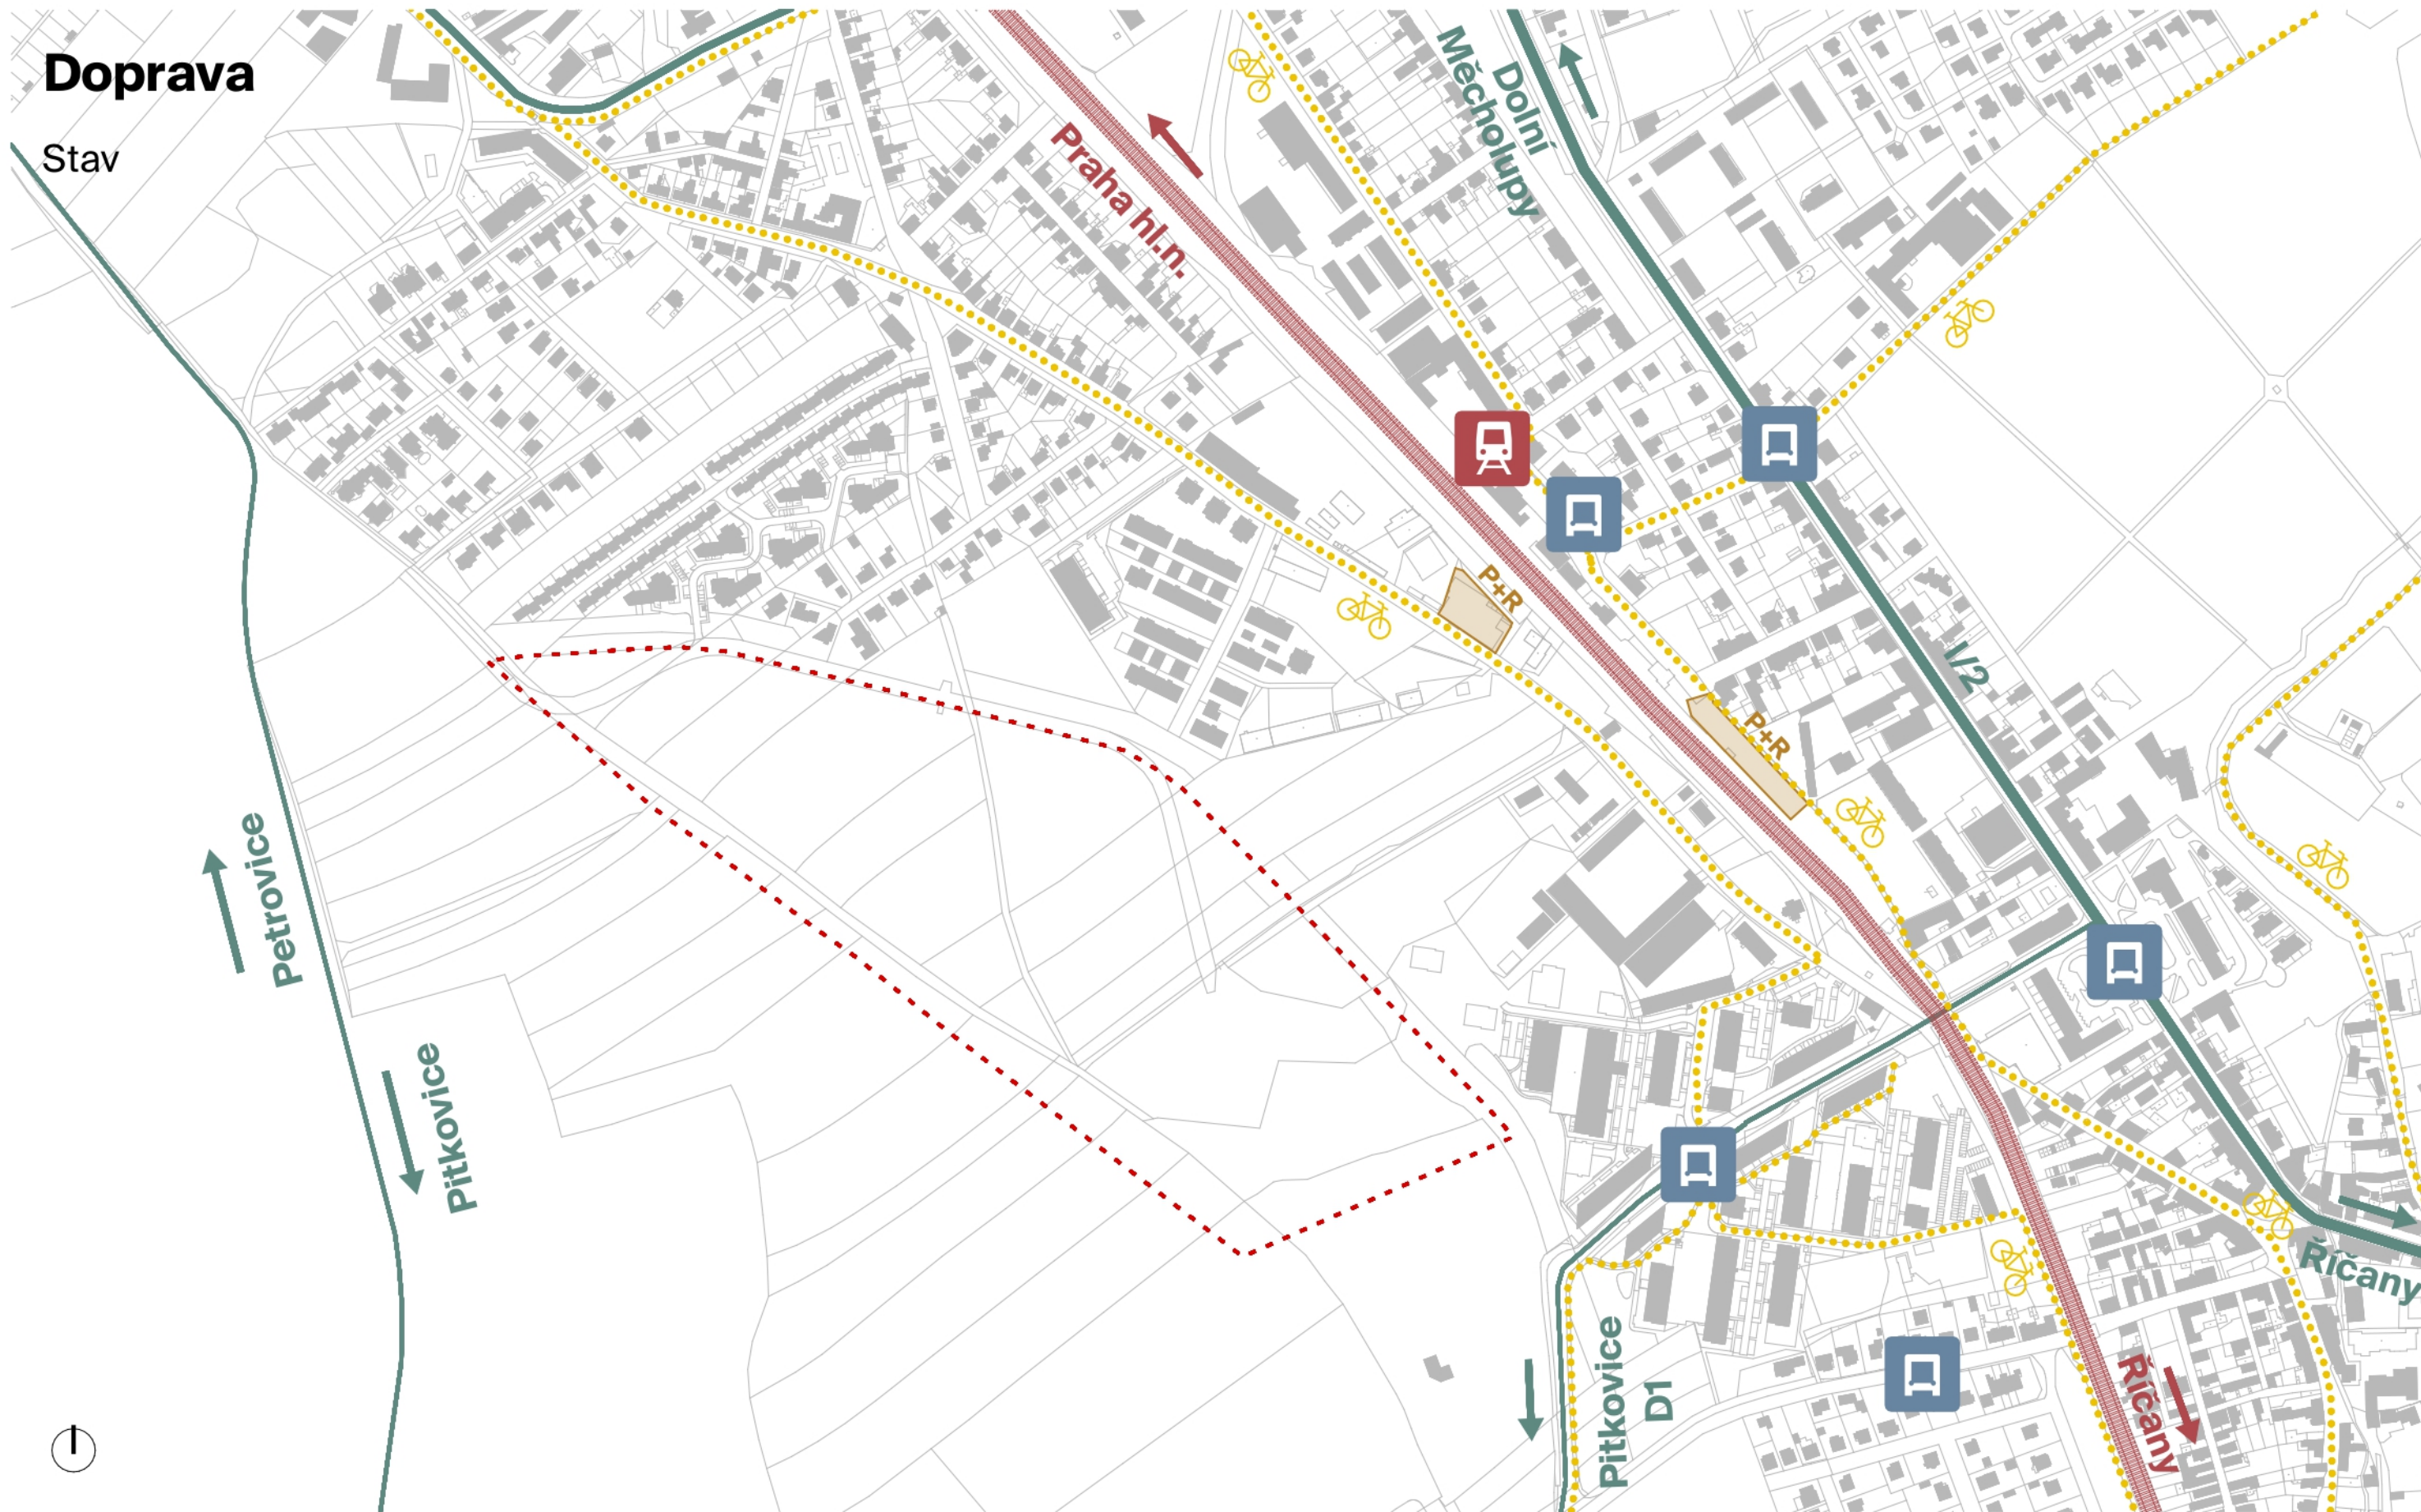 Doprava
Stav
Praha hl.n.
Dolní
Měcholupy
P+R
I/2
P+R
Petrovice
Pitkovice
Říčany
Pitkovice
D1
Říčany